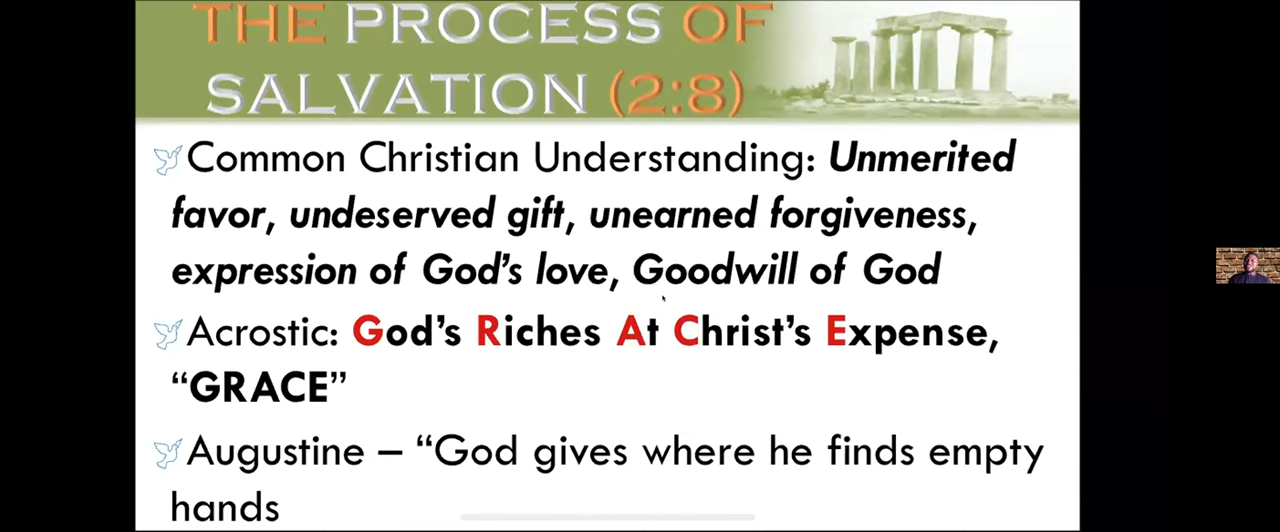 THE PROCESS OF
SALVATION (2:8)
Common Christian Understanding: Unmerited
favor, undeserved gift, unearned forgiveness,
expression of God's love, Goodwill of God
Acrostic: God's Riches At Christ's Expense,
“GRACE”
Augustine – “God gives where he finds empty
hands